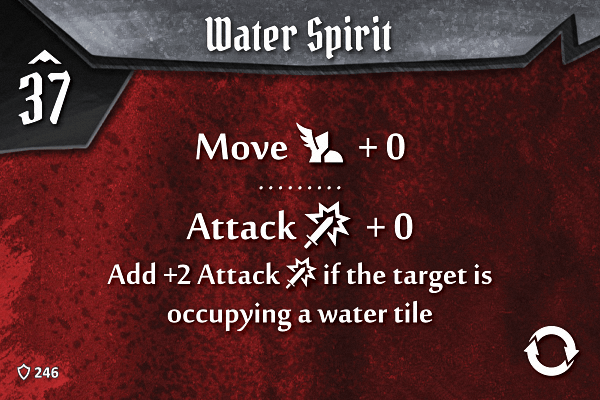 Water Spirit
37
Move + 0
Attack + 0
Add +2 Attack if the target is
occupying a water tile
246